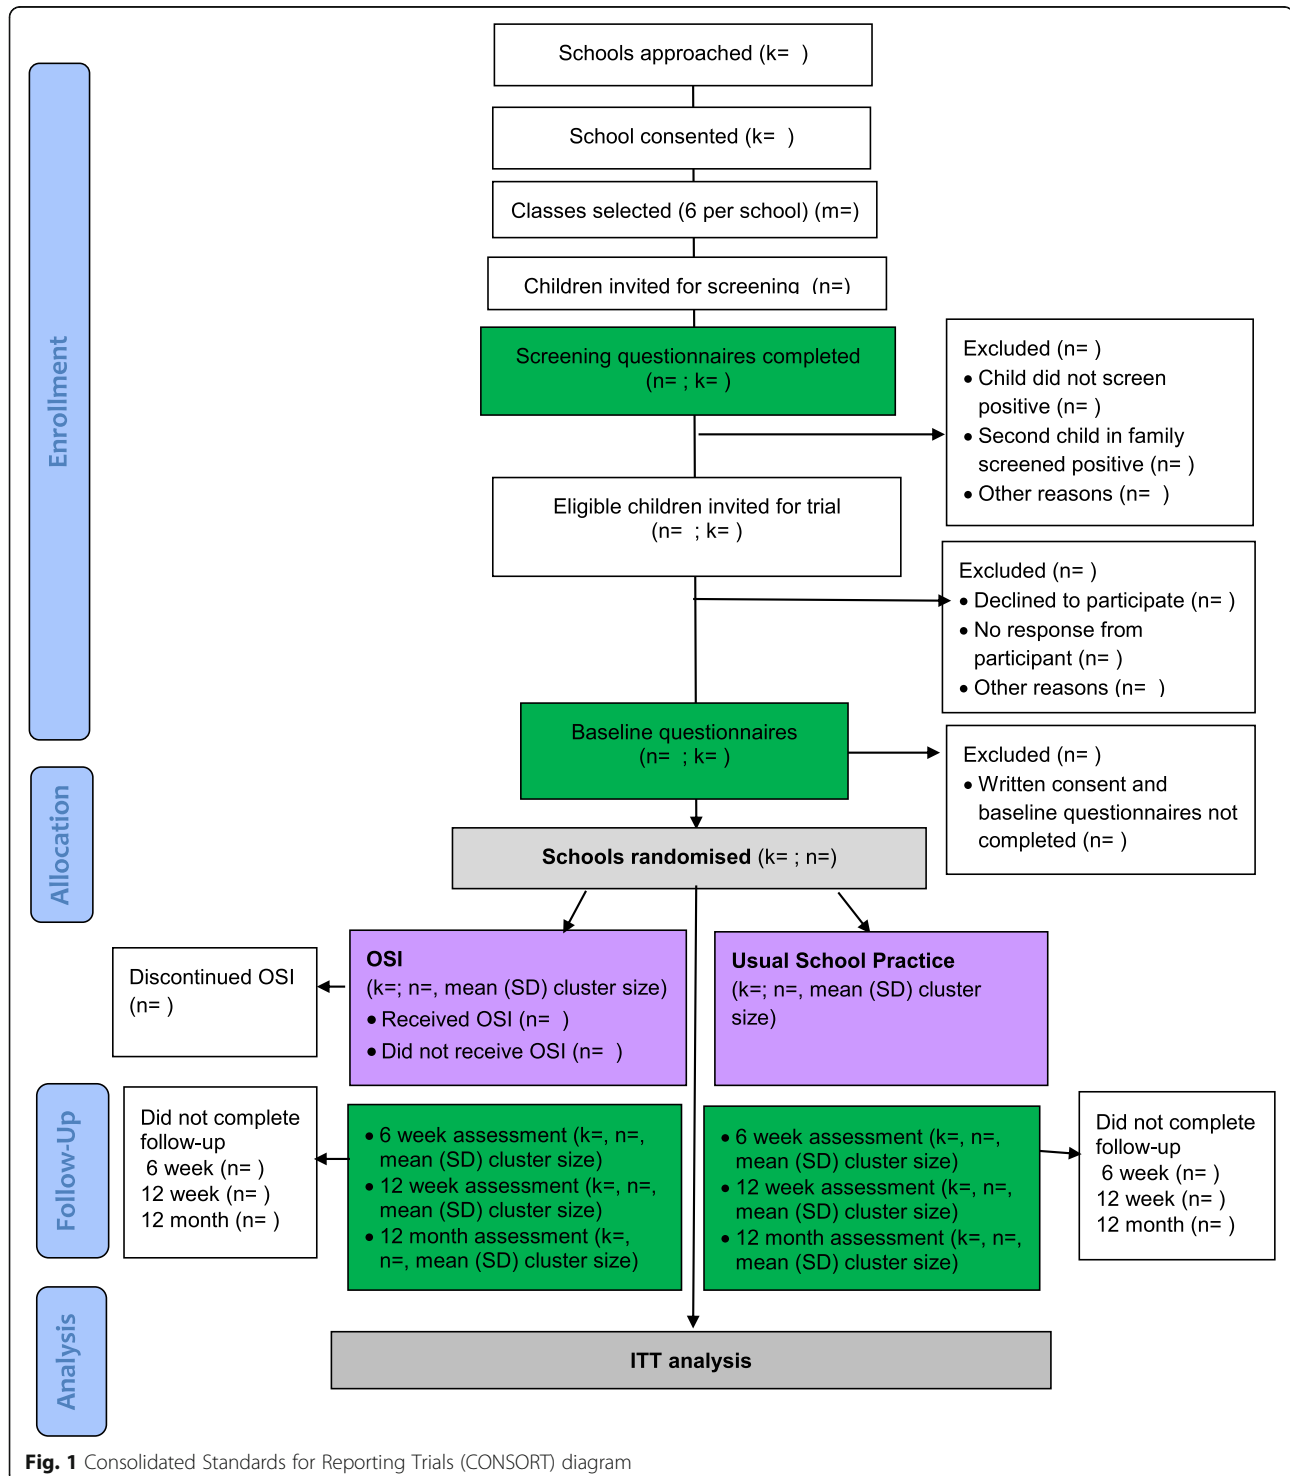 Schools approached (k=  )
School consented (k=  )
Classes selected (6 per school) (m=)
Children invited for screening  (n=)
Enrollment
Screening questionnaires completed
(n= ; k= )
Excluded (n= )
• Child did not screen
positive (n= )
• Second child in family
screened positive (n= )
• Other reasons (n=  )
Eligible children invited for trial
(n=  ; k= )
Excluded (n= )
• Declined to participate (n= )
• No response from
participant (n= )
• Other reasons (n=  )
Baseline questionnaires
(n=  ; k= )
Excluded (n= )
• Written consent and
baseline questionnaires not
completed (n= )
Allocation
Schools randomised (k= ; n=)
Discontinued OSI
(n= )
OSI
(k=; n=, mean (SD) cluster size)
• Received OSI (n=  )
• Did not receive OSI (n=  )
Usual School Practice
(k=; n=, mean (SD) cluster
size)
Follow-Up
Did not complete
follow-up
6 week (n= )
12 week (n= )
12 month (n= )
• 6 week assessment (k=, n=,
mean (SD) cluster size)
• 12 week assessment (k=, n=,
mean (SD) cluster size)
• 12 month assessment (k=,
n=, mean (SD) cluster size)
• 6 week assessment (k=, n=,
mean (SD) cluster size)
• 12 week assessment (k=, n=,
mean (SD) cluster size)
• 12 month assessment (k=, n=,
mean (SD) cluster size)
Did not complete
follow-up
6 week (n= )
12 week (n= )
12 month (n= )
Analysis
ITT analysis
Fig. 1 Consolidated Standards for Reporting Trials (CONSORT) diagram